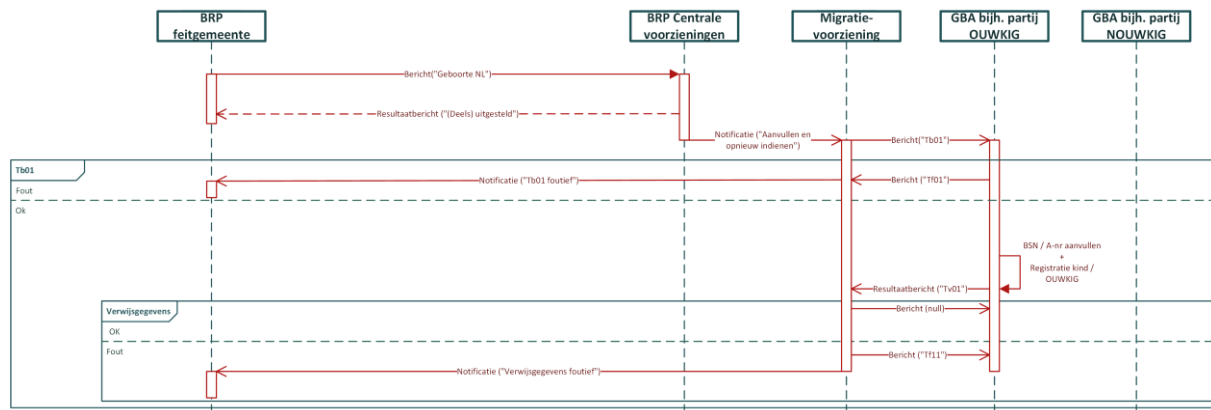 BRP
feitgemeente
BRP Centrale
voorzieningen
Migratie-
voorziening
GBA bijh. partij
OUWKIG
GBA bijh. partij
NOUWKIG
Bericht("Geboorte NL")
Resultaatbericht ("(Deels) uitgesteld")
Notificatie ("Aanvullen en
opnieuw indienen")
Bericht("Tb01")
Tb01
Fout
Notificatie ("Tb01 foutief")
Bericht ("Tf01")
Ok
BSN / A-nr aanvullen
+
Registratie kind /
OUWKIG
Resultaatbericht ("Tv01")
Verwijsgegevens
Bericht (null)
OK
Fout
Bericht ("Tf11")
Notificatie ("Verwijsgegevens foutief")